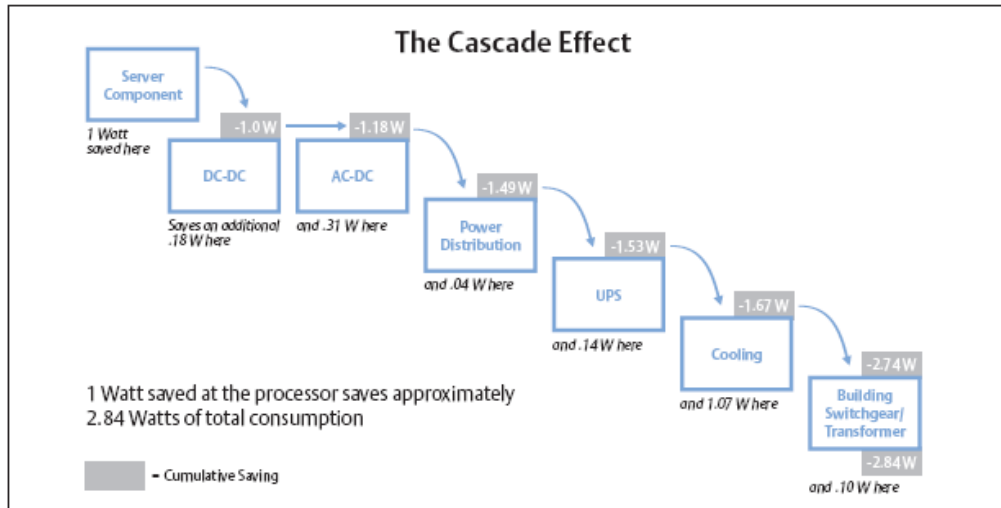 The Cascade Effect
Server
Component
1 Watt
saved here
-1.0 W
DC-DC
Saves an additional
.18 W here
-1.18 W
AC-DC
and .31 W here
-1.49 W
Power
Distribution
and .04 W here
-1.53 W
UPS
and .14 W here
-1.67 W
Cooling
and 1.07 W here
-2.74 W
Building
Switchgear/
Transformer
-2.84 W
and .10 W here
1 Watt saved at the processor saves approximately
2.84 Watts of total consumption
= Cumulative Saving